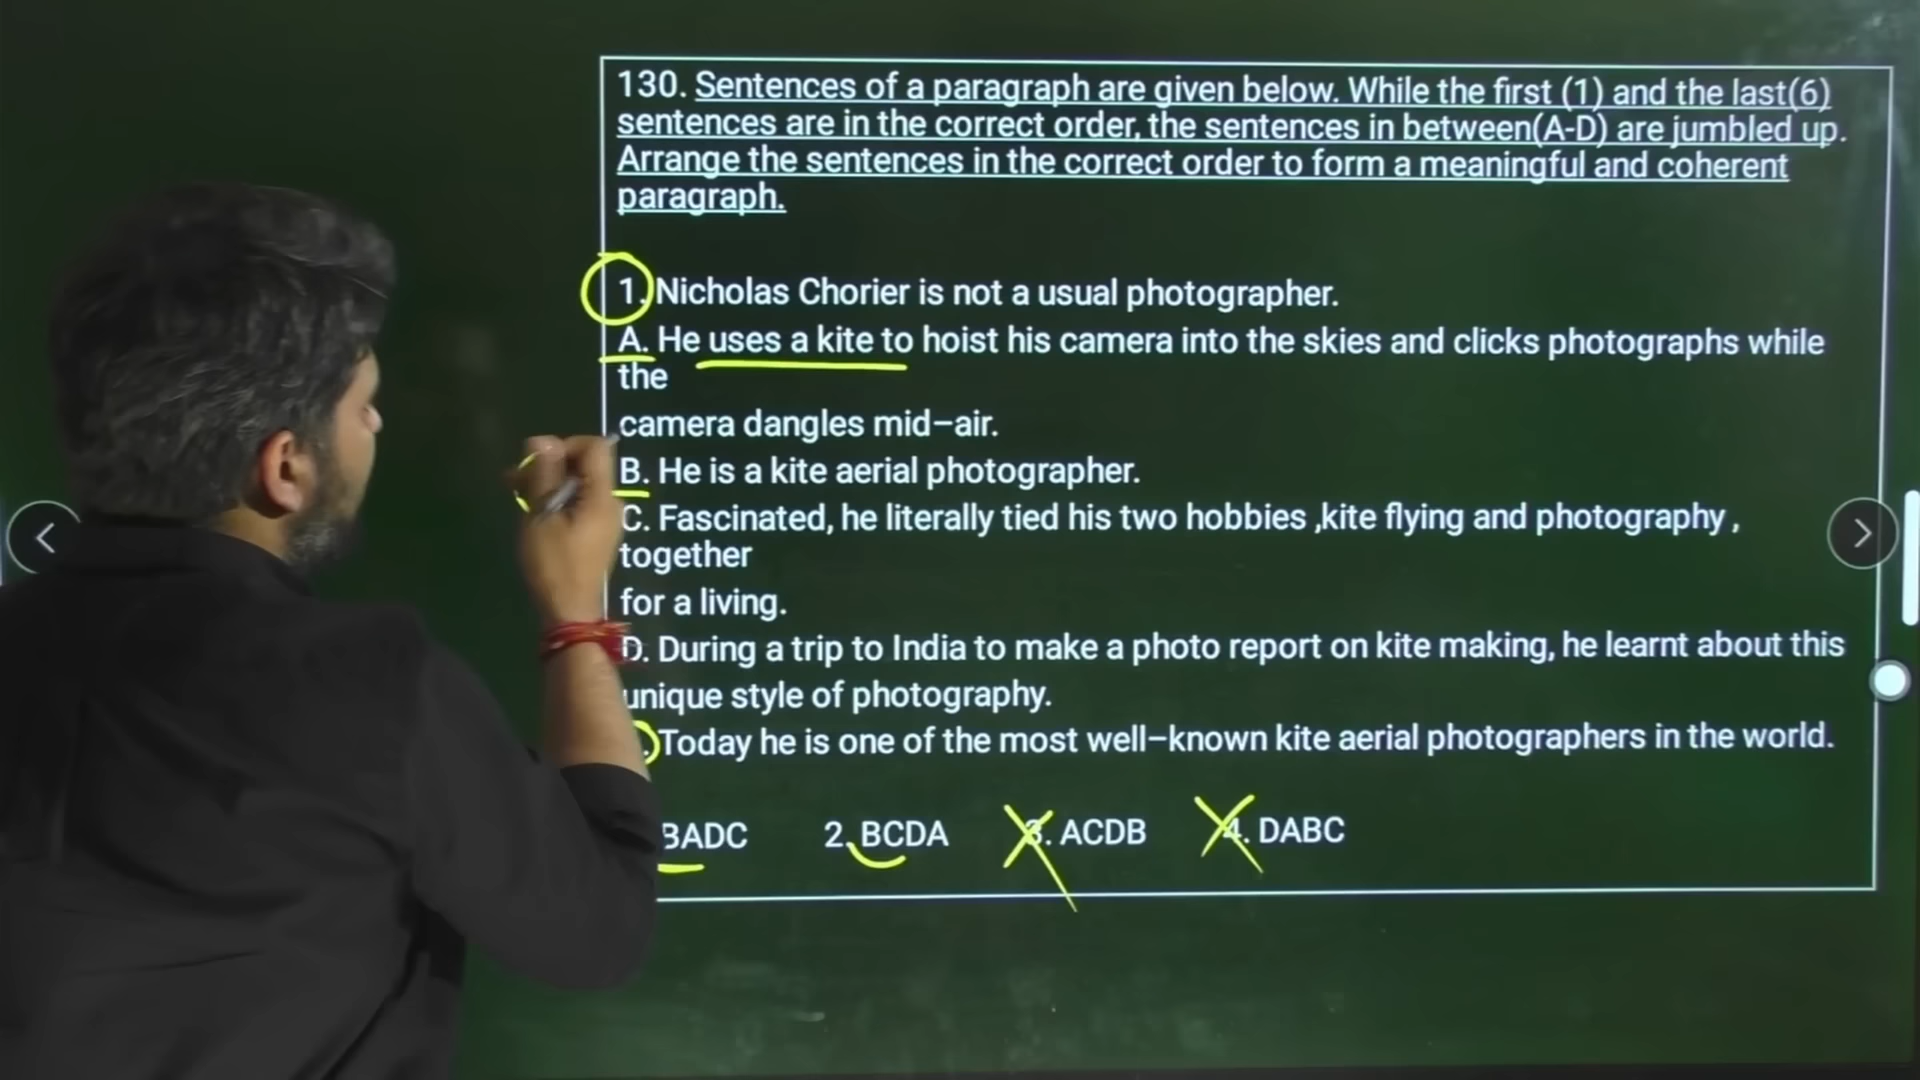 130. Sentences of a paragraph are given below. While the first (1) and the last(6)
sentences are in the correct order, the sentences in between(A-D) are jumbled up.
Arrange the sentences in the correct order to form a meaningful and coherent
paragraph.
1. Nicholas Chorier is not a usual photographer.
A. He uses a kite to hoist his camera into the skies and clicks photographs while
the
camera dangles mid–air.
B. He is a kite aerial photographer.
C. Fascinated, he literally tied his two hobbies ,kite flying and photography ,
together
for a living.
D. During a trip to India to make a photo report on kite making, he learnt about this
unique style of photography.
. Today he is one of the most well–known kite aerial photographers in the world.
BADC 2. BCDA 3. ACDB 4. DABC